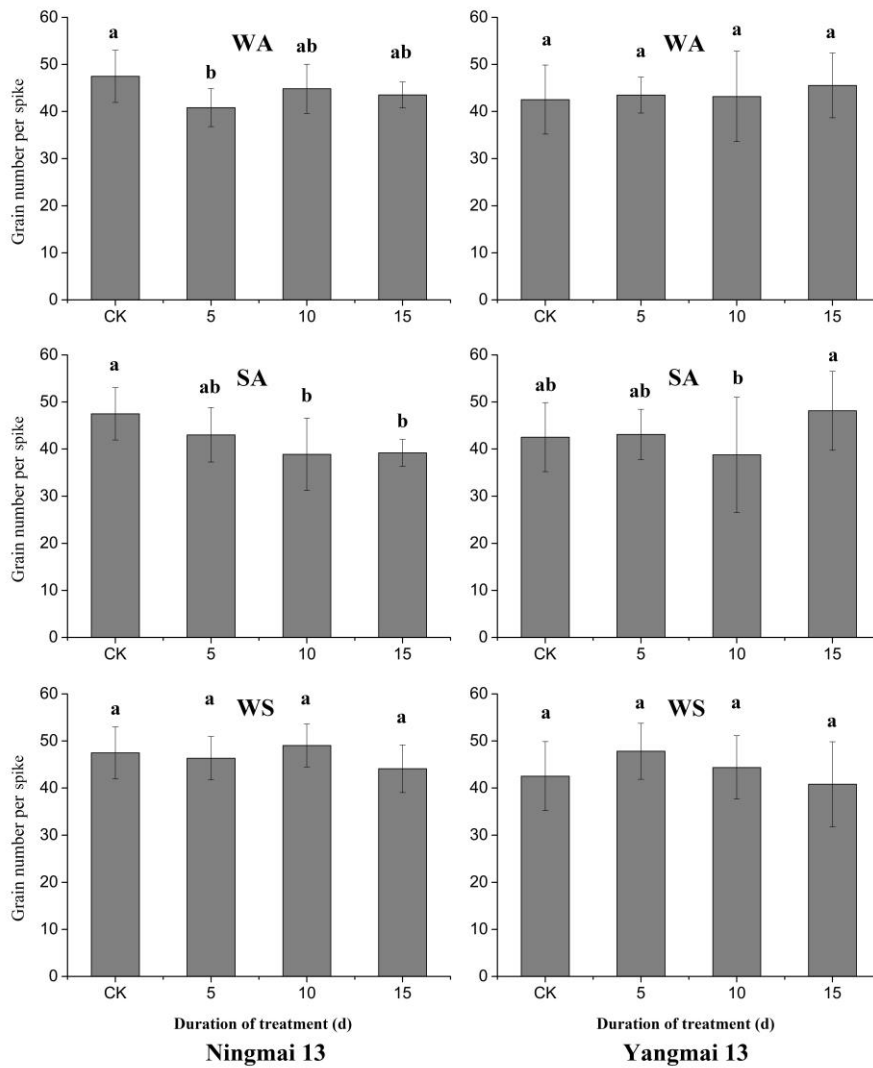 60
50
40
30
20
10
0
Grain number per spike
WA
a
b
ab
ab
CK
5
10
15
60
50
40
30
20
10
0
WA
a
a
a
a
CK
5
10
15
60
50
40
30
20
10
0
Grain number per spike
SA
a
ab
b
b
CK
5
10
15
60
50
40
30
20
10
0
SA
ab
ab
b
a
CK
5
10
15
60
50
40
30
20
10
0
Grain number per spike
WS
a
a
a
a
CK
5
10
15
Duration of treatment (d)
Ningmai 13
60
50
40
30
20
10
0
WS
a
a
a
a
CK
5
10
15
Duration of treatment (d)
Yangmai 13